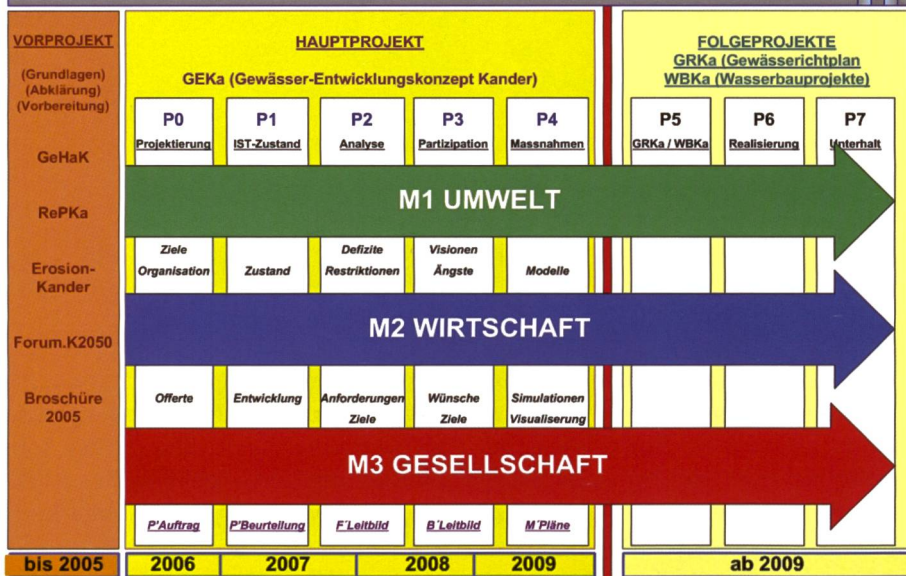 VORPROJEKT
(Grundlagen)
(Abklärung)
(Vorbereitung)
GeHaK
RePKa
Erosion-
Kander
Forum.K2050
Broschüre
2005
bis 2005
HAUPTPROJEKT
GEKa (Gewässer-Entwicklungskonzept Kander)
P0 P1 P2 P3 P4
Projektierung IST-Zustand Analyse Partizipation Massnahmen
FOLGEPROJEKTE
GRKa (Gewässerichtplan
WBKa (Wasserbauprojekte)
P5 P6 P7
GRKa / WBKa Realisierung Unterhalt
M1 UMWELT
Ziele Defizite Visionen
Organisation Zustand Restriktionen Ängste Modelle
M2 WIRTSCHAFT
Offerte Entwicklung Anforderungen Wünsche Simulationen
Ziele Ziele Visualiserung
M3 GESELLSCHAFT
P'Auftrag P'Beurteilung F´Leitbild B´Leitbild M´Pläne
2006 2007 2008 2009
ab 2009